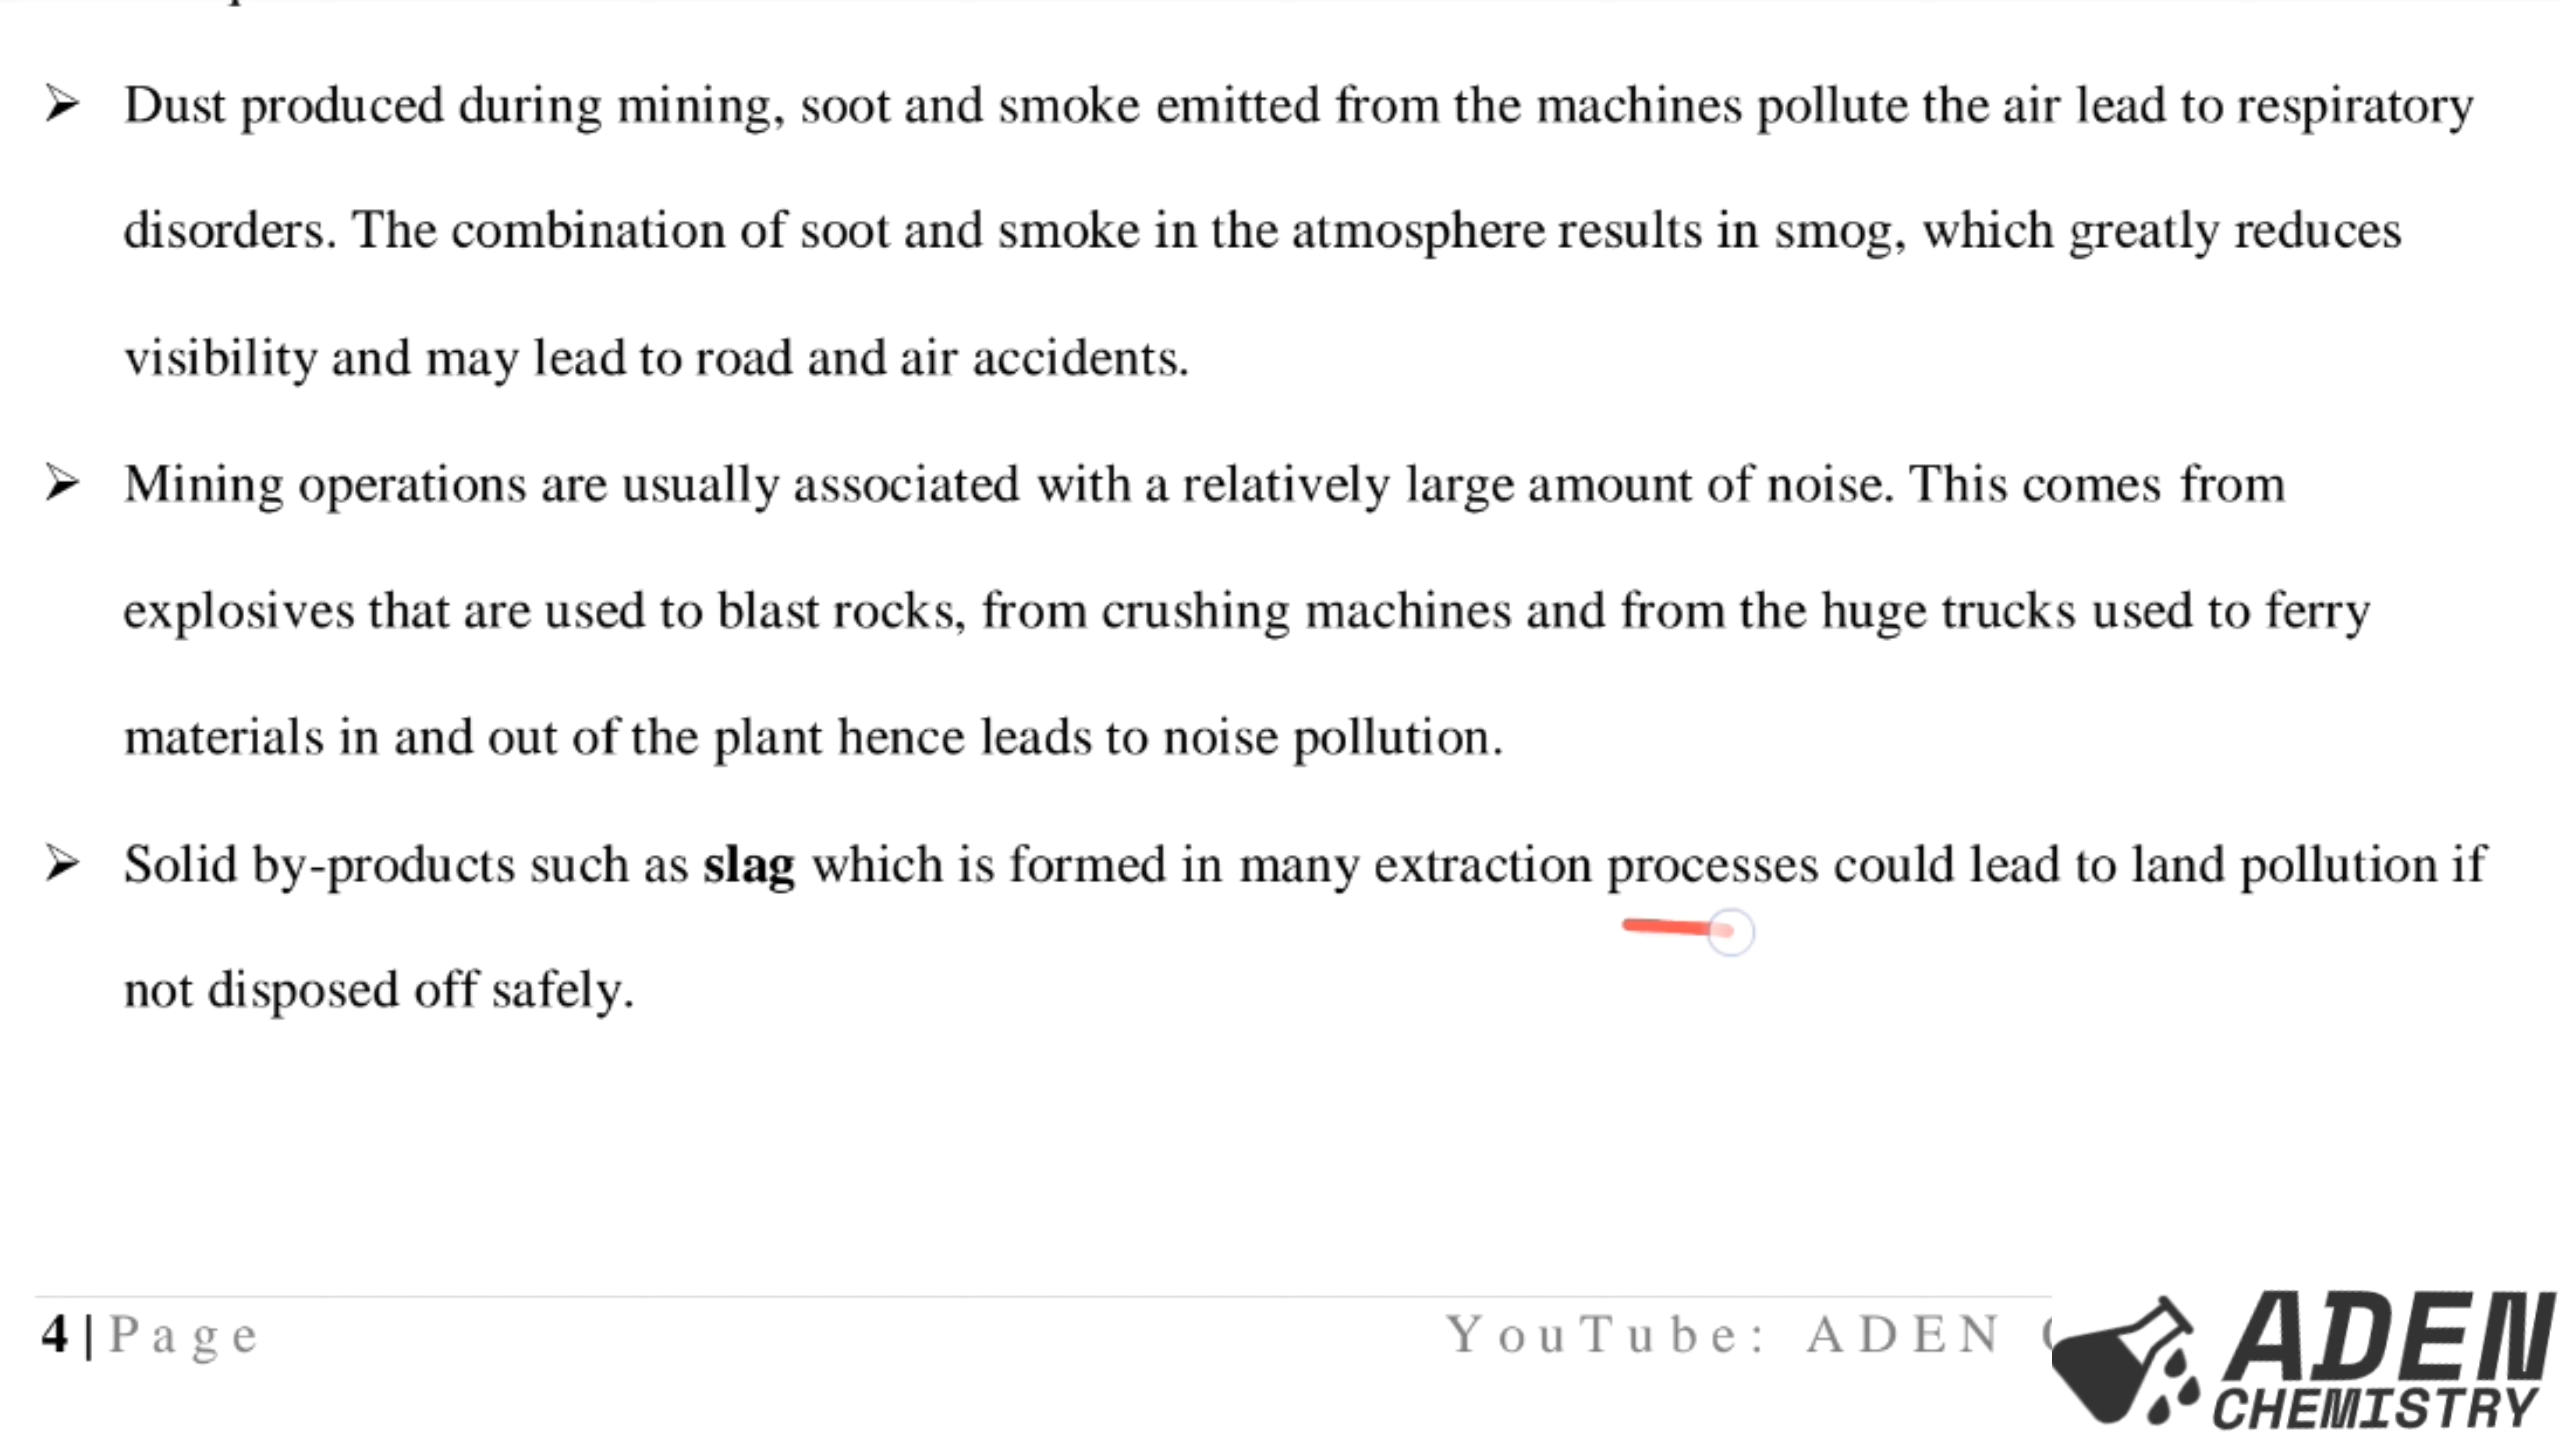 ➢ Dust produced during mining, soot and smoke emitted from the machines pollute the air lead to respiratory
disorders. The combination of soot and smoke in the atmosphere results in smog, which greatly reduces
visibility and may lead to road and air accidents.
➢ Mining operations are usually associated with a relatively large amount of noise. This comes from
explosives that are used to blast rocks, from crushing machines and from the huge trucks used to ferry
materials in and out of the plant hence leads to noise pollution.
➢ Solid by-products such as slag which is formed in many extraction processes could lead to land pollution if
not disposed off safely.
4 | Page
YouTube: ADEN
ADEN
CHEMISTRY